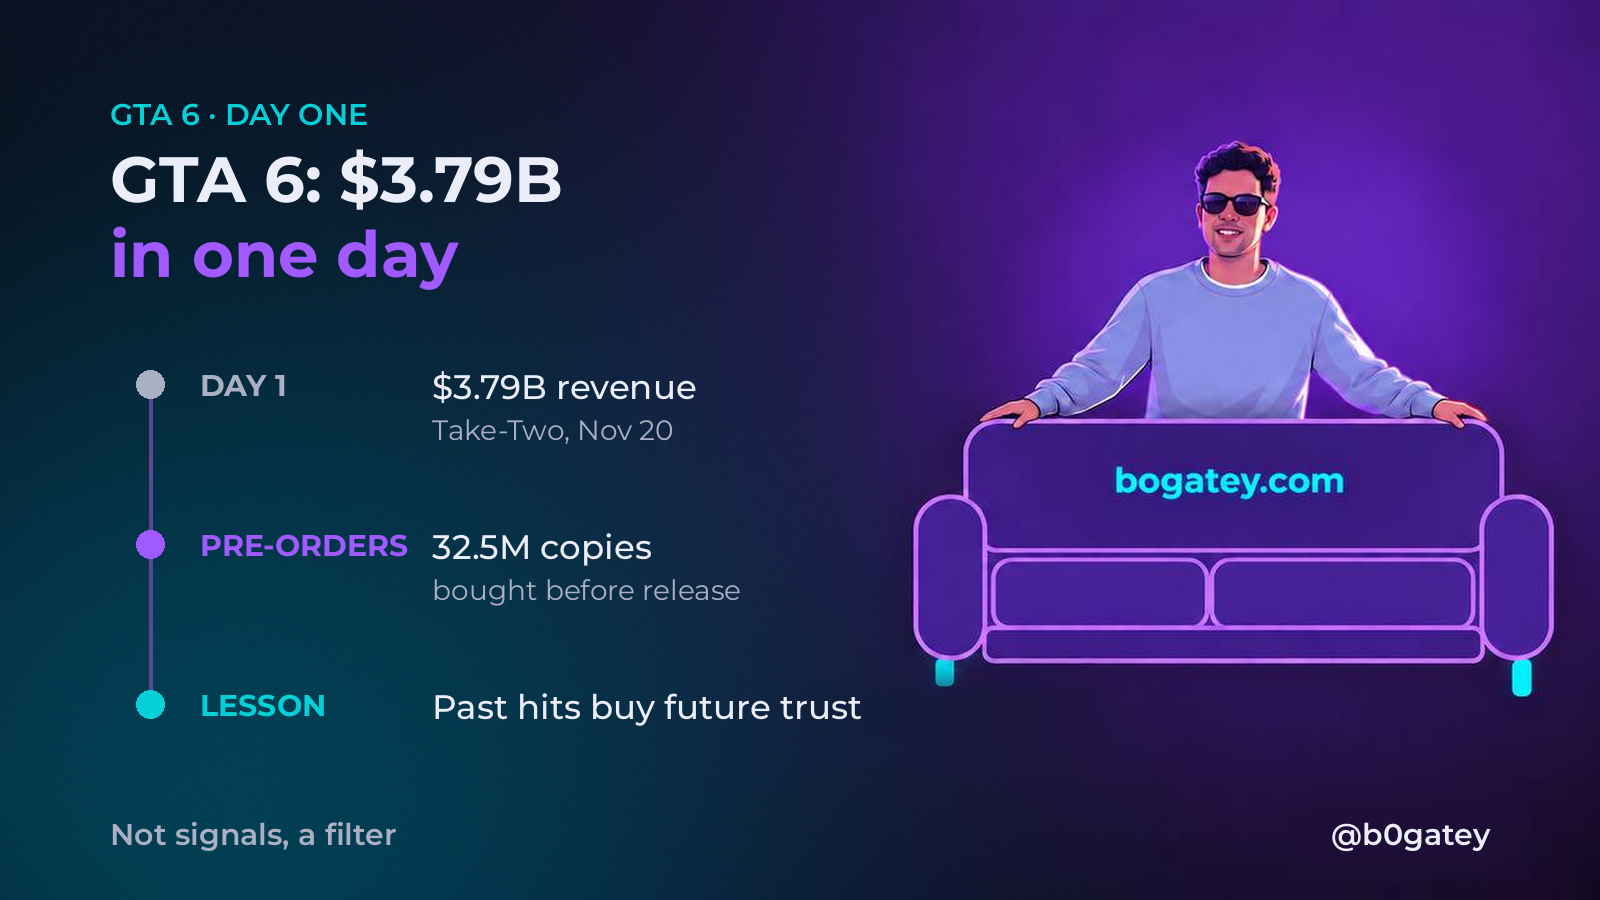 GTA 6 · DAY ONE
GTA 6: $3.79B
in one day
DAY 1
$3.79B revenue
Take-Two, Nov 20
PRE-ORDERS
32.5M copies
bought before release
LESSON
Past hits buy future trust
bogatey.com
Not signals, a filter
@b0gatey